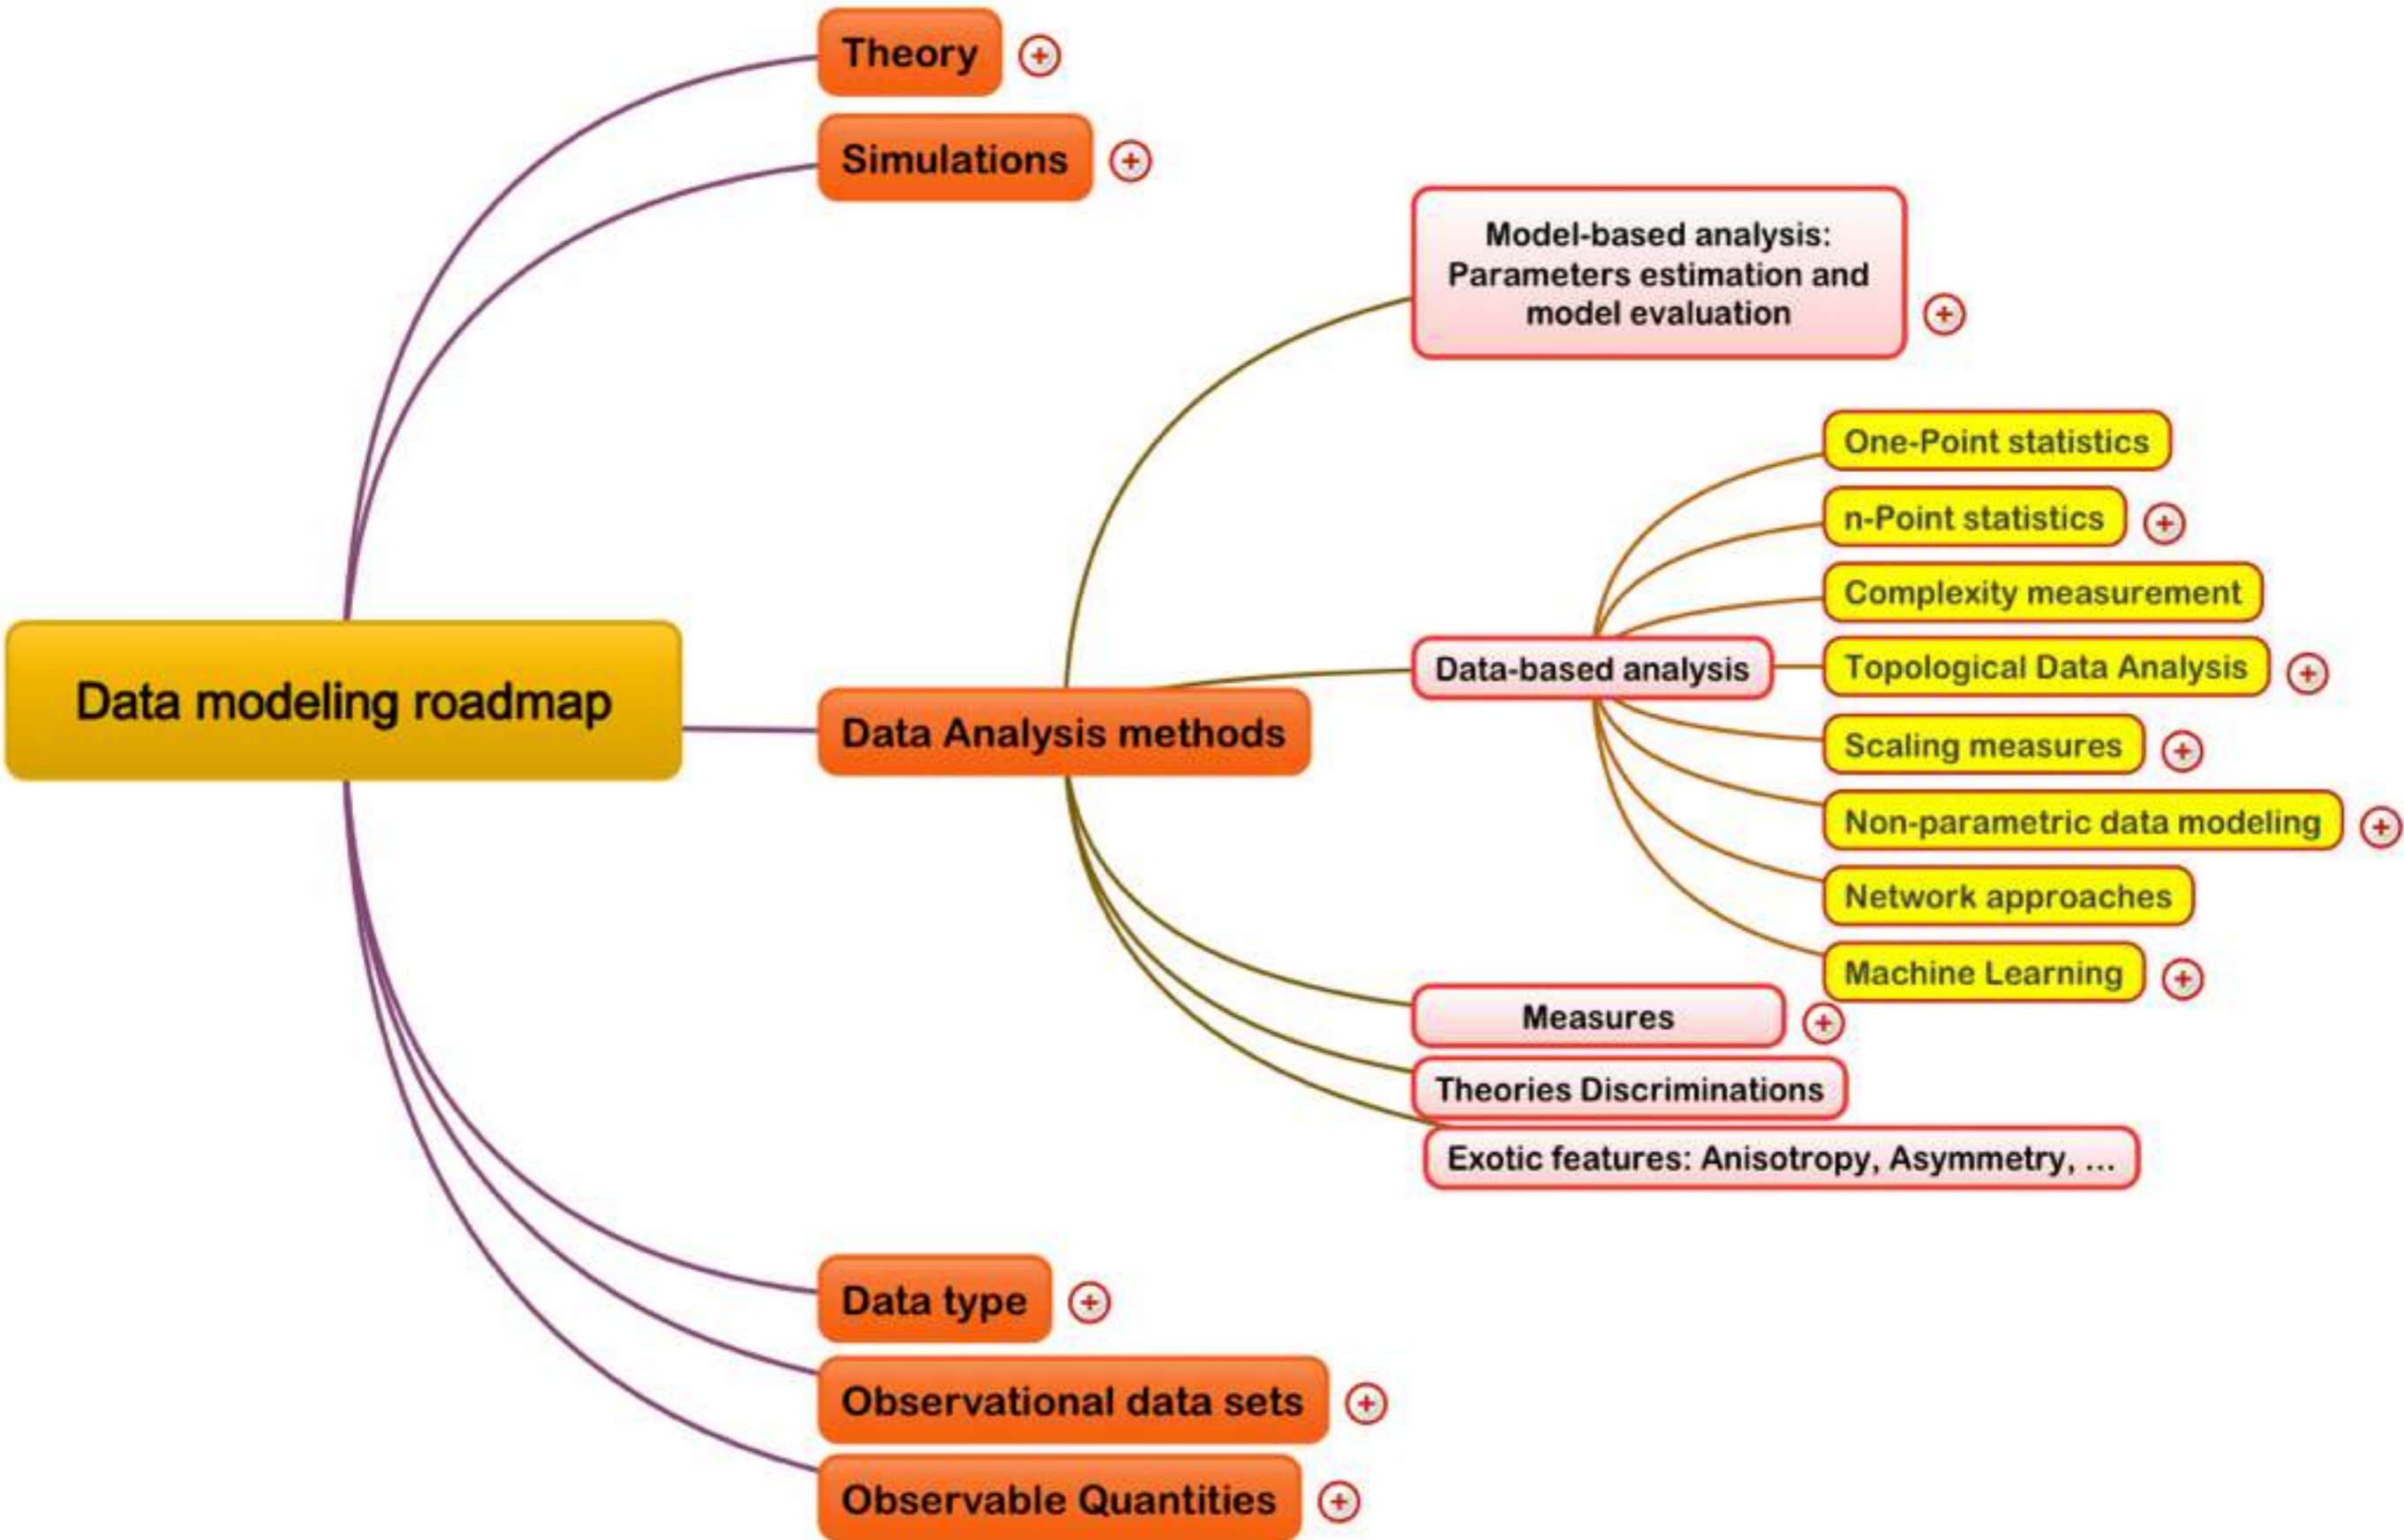 Theory
Simulations
Model-based analysis:
Parameters estimation and
model evaluation
One-Point statistics
n-Point statistics
Complexity measurement
Data-based analysis
Topological Data Analysis
Data modeling roadmap
Data Analysis methods
Scaling measures
Non-parametric data modeling
Network approaches
Machine Learning
Measures
Theories Discriminations
Exotic features: Anisotropy, Asymmetry, ...
Data type
Observational data sets
Observable Quantities